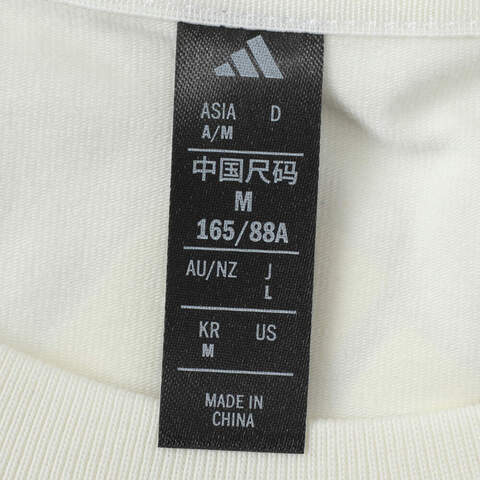 ASIA D
A/M
中国尺码
M
165/88A
AU/NZ J
L
KR US
M
MADE IN
CHINA